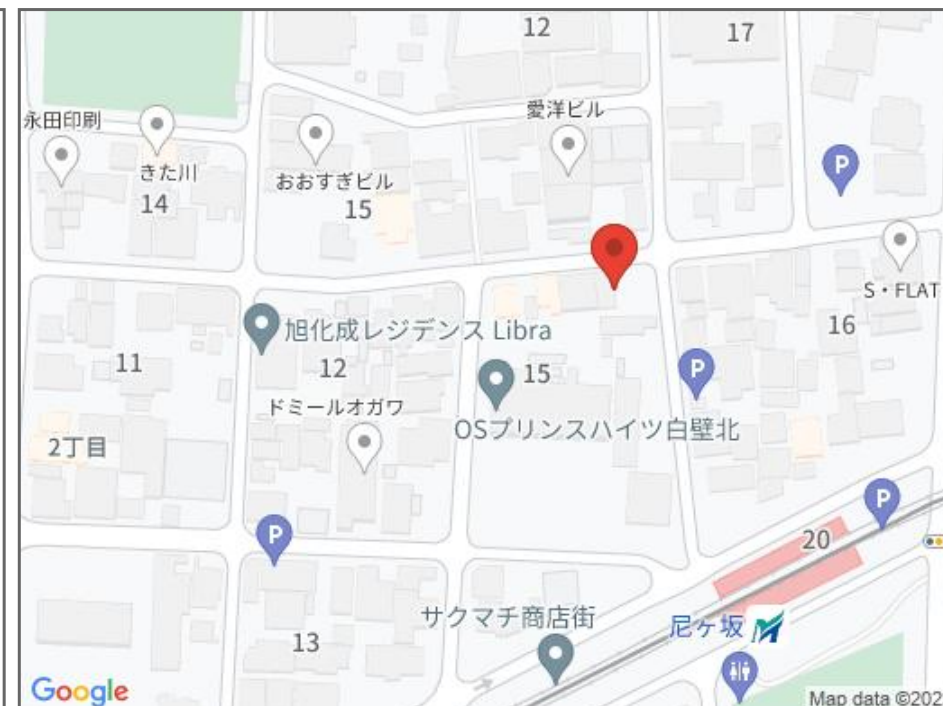 12
17
永田印刷
愛洋ビル
P
きた川
おおすぎビル
14
15
S・FLAT
旭化成レジデンス Libra
16
11
12
15
P
ドミールオガワ
OSプリンスハイツ白壁北
2丁目
P
P
20
サクマチ商店街
尼ヶ坂
13
Google
Map data ©202